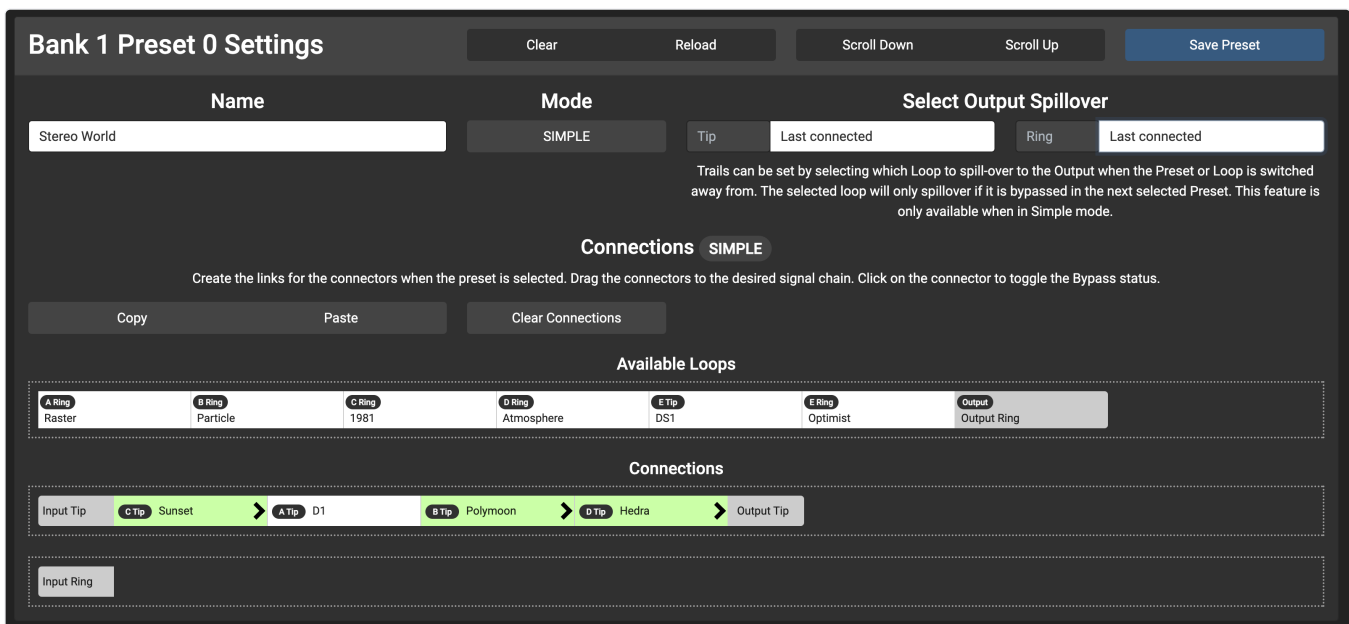 Bank 1 Preset 0 Settings
Clear Reload Scroll Down Scroll Up Save Preset
Name Mode Select Output Spillover
Stereo World SIMPLE Tip Last connected Ring Last connected
Trails can be set by selecting which Loop to spill-over to the Output when the Preset or Loop is switched
away from. The selected loop will only spillover if it is bypassed in the next selected Preset. This feature is
only available when in Simple mode.
Connections SIMPLE
Create the links for the connectors when the preset is selected. Drag the connectors to the desired signal chain. Click on the connector to toggle the Bypass status.
Copy Paste Clear Connections
Available Loops
A Ring B Ring C Ring D Ring E Tip E Ring Output
Raster Particle 1981 Atmosphere DS1 Optimist Output Ring
Connections
Input Tip C Tip Sunset A Tip D1 B Tip Polymoon D Tip Hedra Output Tip
Input Ring